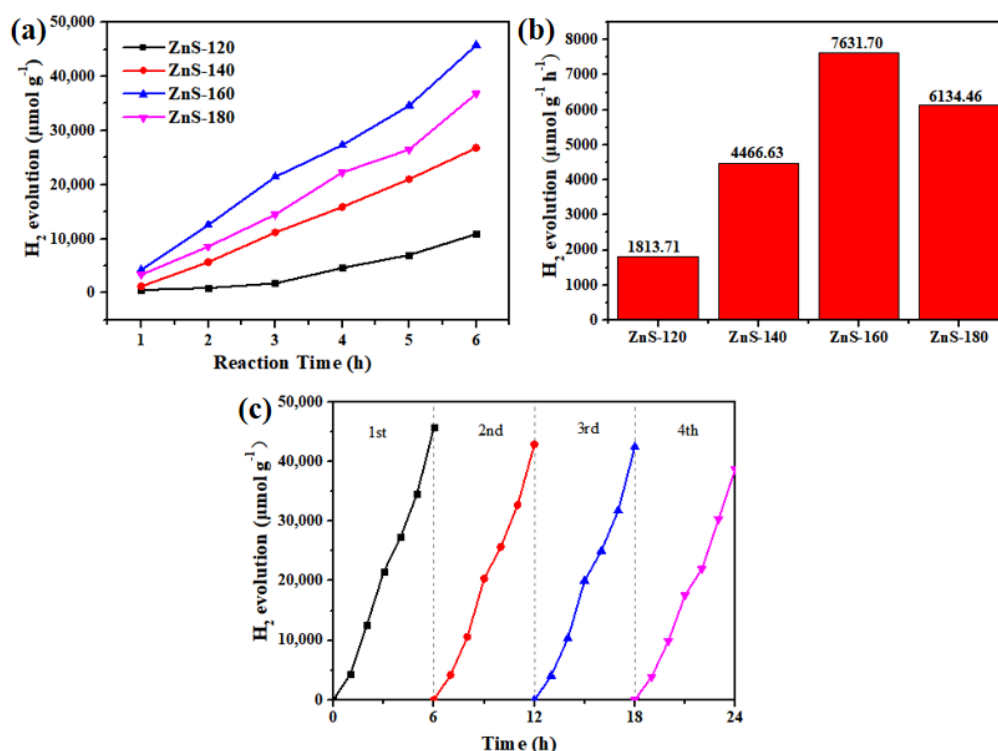 (a)
50,000
40,000
30,000
20,000
10,000
0
H₂ evolution (μmol g⁻¹)
ZnS-120
ZnS-140
ZnS-160
ZnS-180
1 2 3 4 5 6
Reaction Time (h)
(b)
8000
7000
6000
5000
4000
3000
2000
1000
0
H₂ evolution (μmol g⁻¹ h⁻¹)
1813.71
4466.63
7631.70
6134.46
ZnS-120 ZnS-140 ZnS-160 ZnS-180
(c)
50,000
40,000
30,000
20,000
10,000
0
H₂ evolution (μmol g⁻¹)
1st 2nd 3rd 4th
0 6 12 18 24
Time (h)